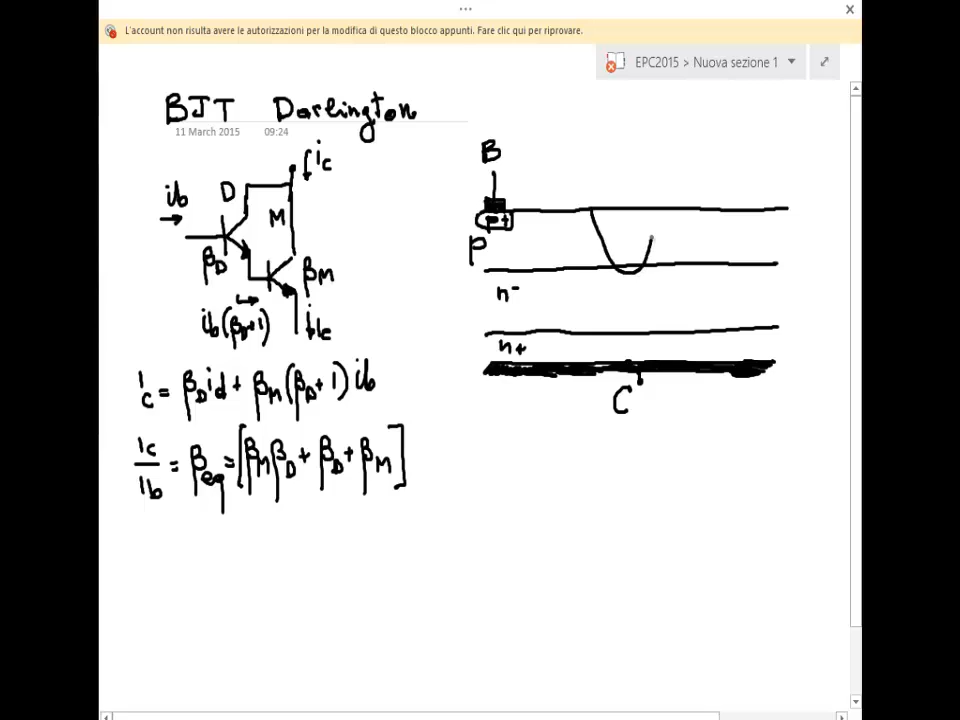 L'account non risulta avere le autorizzazioni per la modifica di questo blocco appunti. Fare clic qui per riprovare.
EPC2015 > Nuova sezione 1
BJT Darlington
11 March 2015 09:24
ic
ib D
M
βD βM
ib(βD+1) ic
ic = βD id + βM(βD+1) ib
ic/ib = βeq = [βMβD + βD + βM]
B
P+
P
n-
n+
C